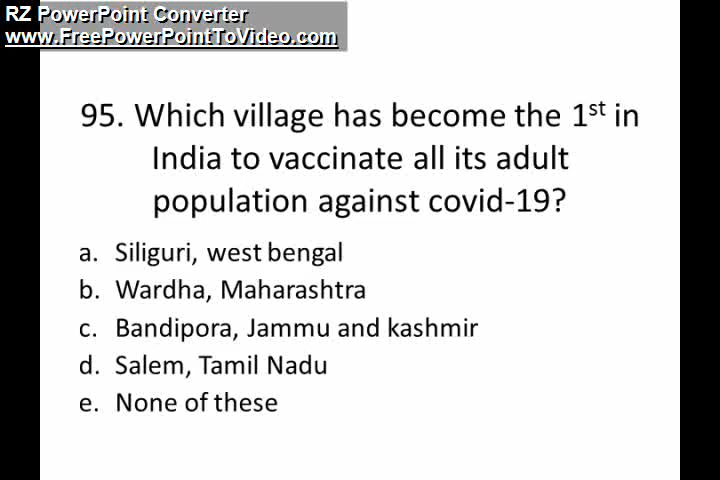 RZ PowerPoint Converter
www.FreePowerPointToVideo.com
95. Which village has become the 1st in
India to vaccinate all its adult
population against covid-19?
a. Siliguri, west bengal
b. Wardha, Maharashtra
c. Bandipora, Jammu and kashmir
d. Salem, Tamil Nadu
e. None of these